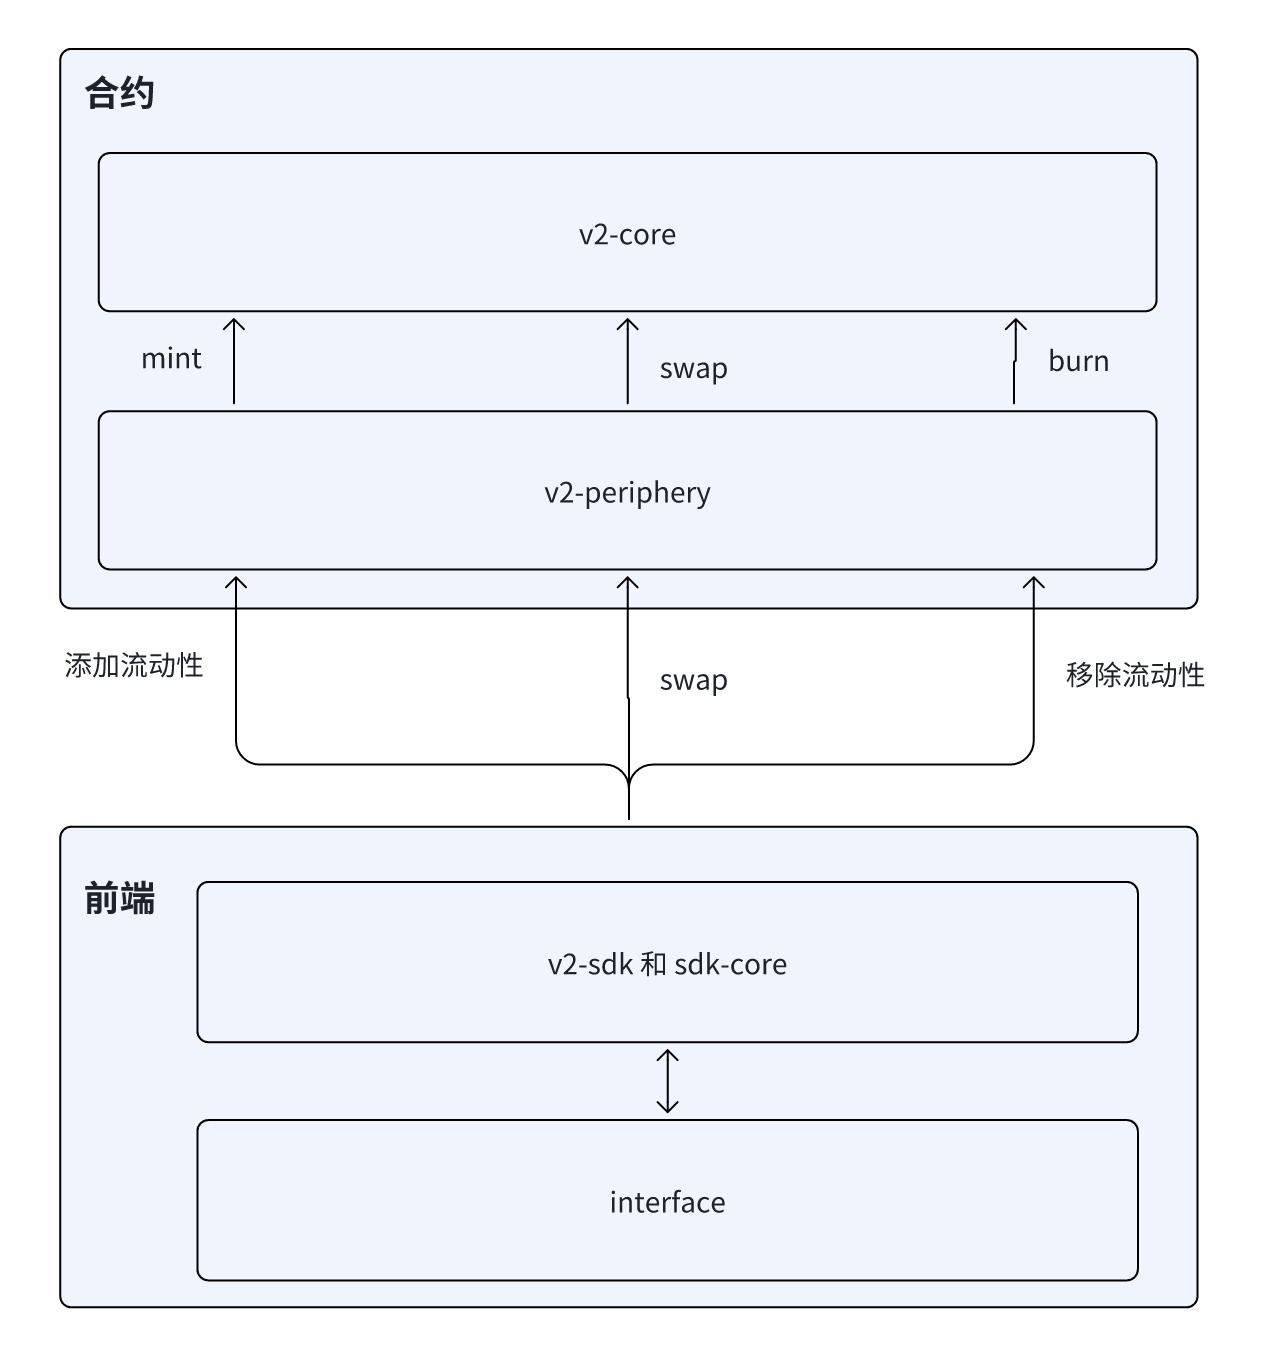 合约
v2-core
mint
swap
burn
v2-periphery
添加流动性
swap
移除流动性
前端
v2-sdk 和 sdk-core
interface